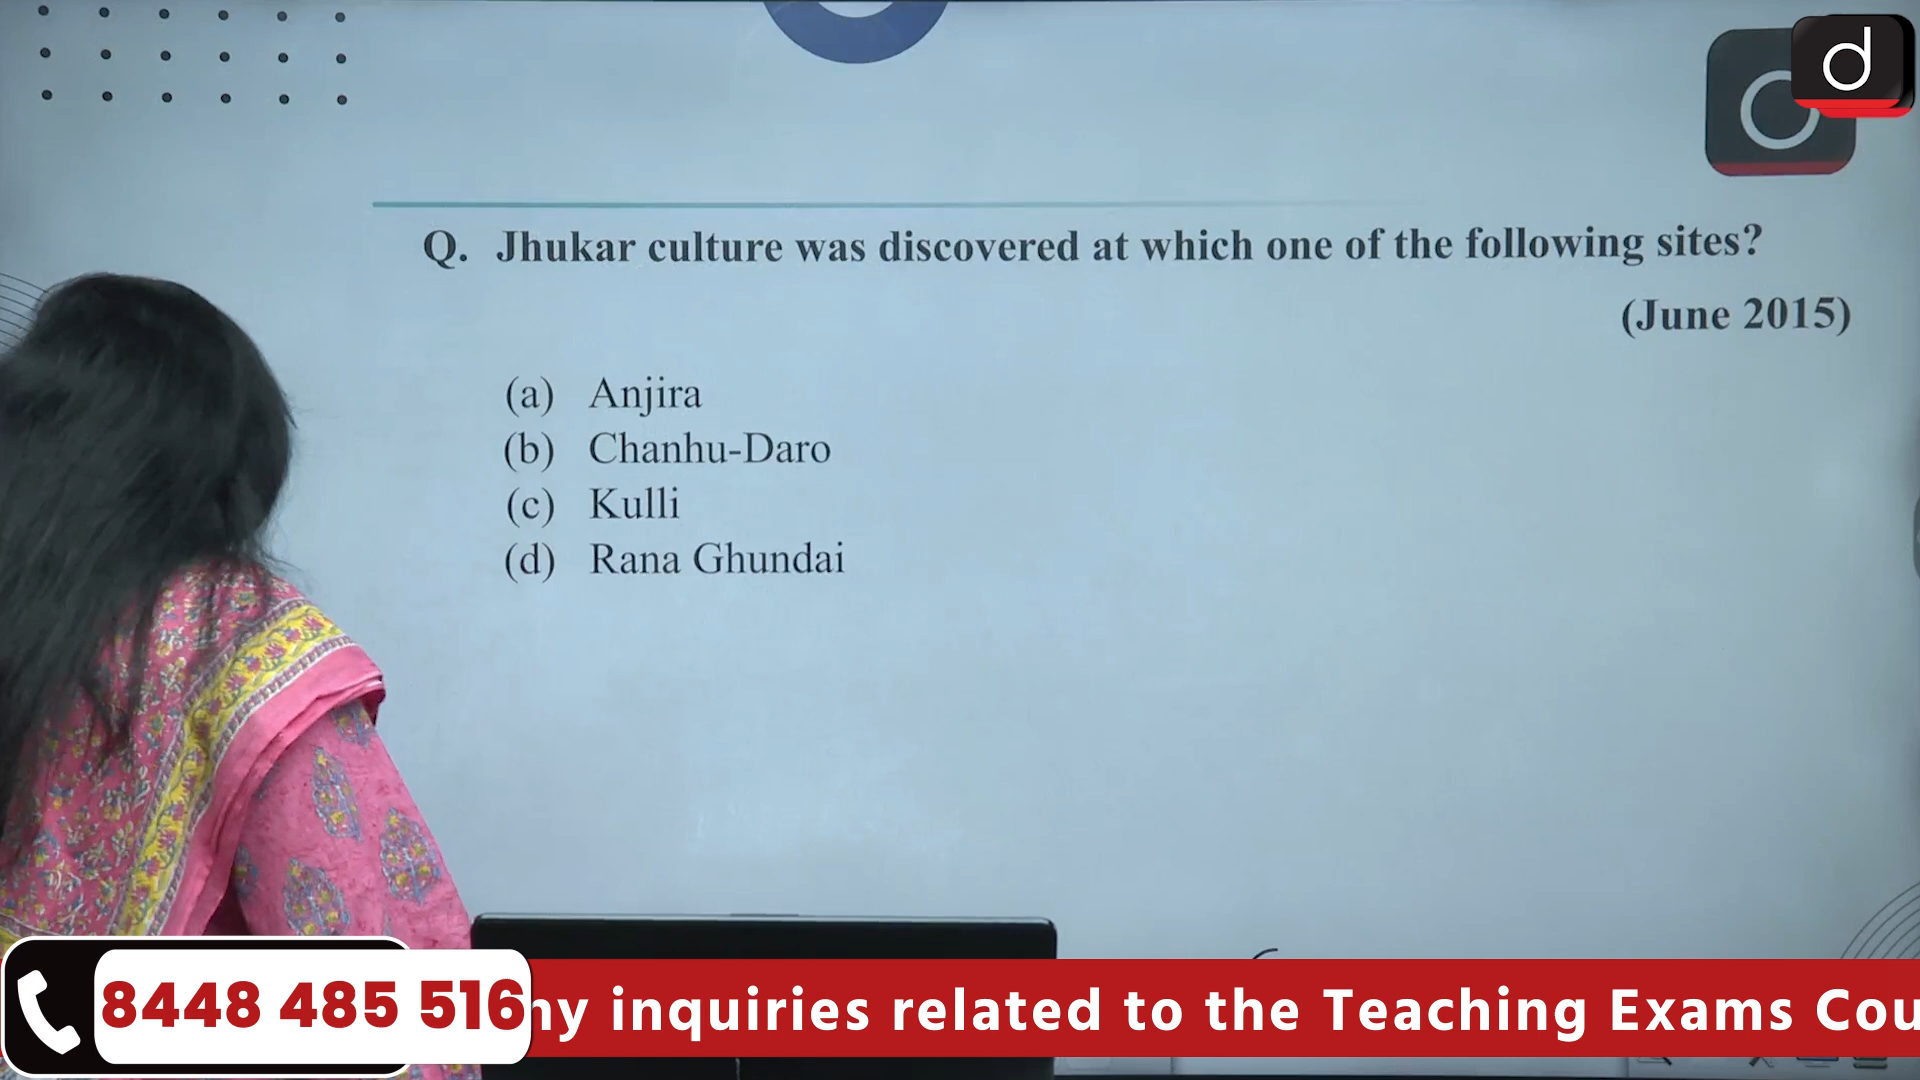 d
Q. Jhukar culture was discovered at which one of the following sites?
(June 2015)
(a) Anjira
(b) Chanhu-Daro
(c) Kulli
(d) Rana Ghundai
8448 485 516
ny inquiries related to the Teaching Exams Cou